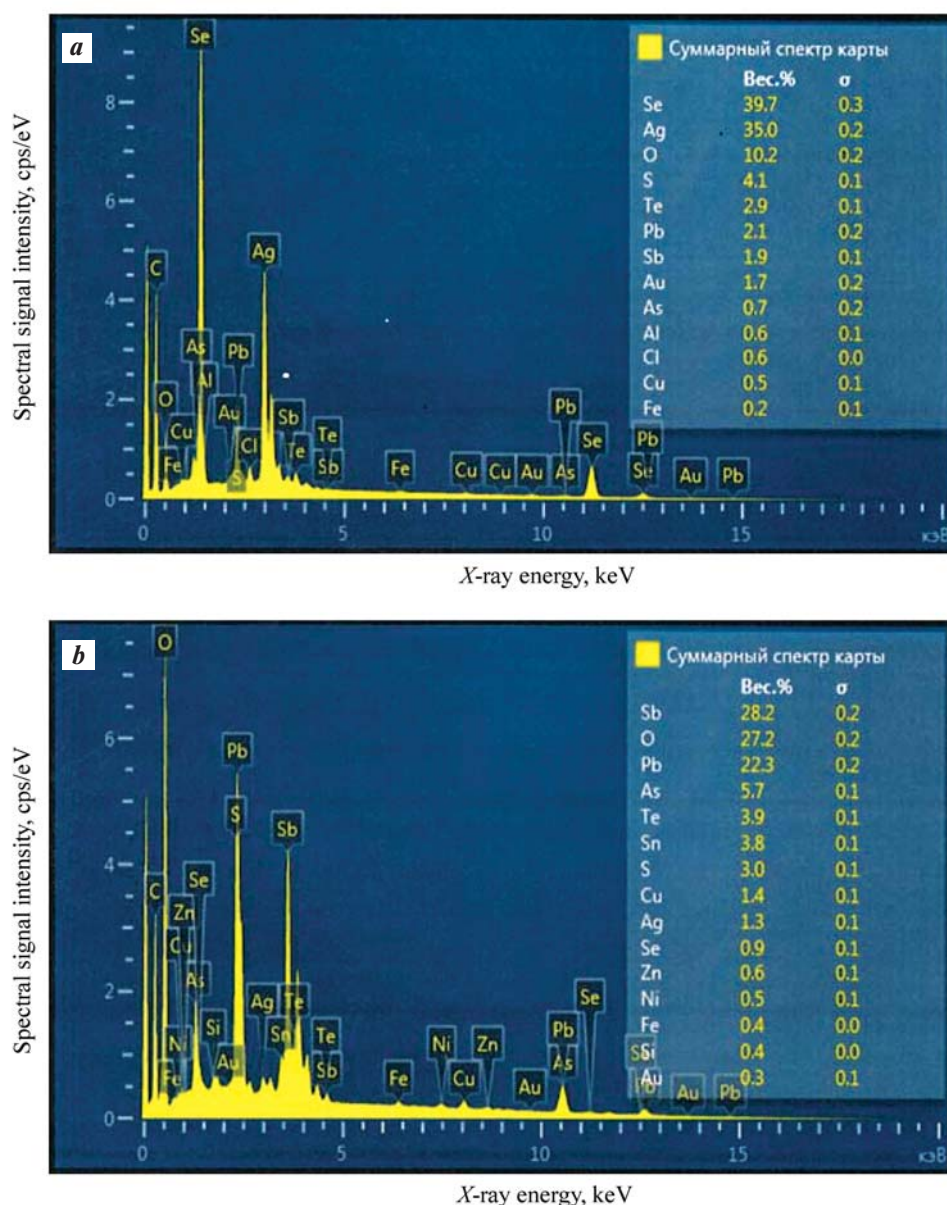 a
Spectral signal intensity, cps/eV
Суммарный спектр карты
Вес.% σ
Se 39.7 0.3
Ag 35.0 0.2
O 10.2 0.2
S 4.1 0.1
Te 2.9 0.1
Pb 2.1 0.2
Sb 1.9 0.1
Au 1.7 0.2
As 0.7 0.2
Al 0.6 0.1
Cl 0.6 0.0
Cu 0.5 0.1
Fe 0.2 0.1
Se
C
Ag
As
Pb
Al
O
Au
Sb
Cu
Cl
Te
Te
Pb
Se
Pb
Fe
S
Te
Sb
Fe
Cu
Cu
Au
As
Se
Au
Pb
8
6
4
2
0
0 5 10 15 кэВ
X-ray energy, keV
b
Spectral signal intensity, cps/eV
Суммарный спектр карты
Вес.% σ
Sb 28.2 0.2
O 27.2 0.2
Pb 22.3 0.2
As 5.7 0.1
Te 3.9 0.1
Sn 3.8 0.1
S 3.0 0.1
Cu 1.4 0.1
Ag 1.3 0.1
Se 0.9 0.1
Zn 0.6 0.1
Ni 0.5 0.1
Fe 0.4 0.0
Si 0.4 0.0
Au 0.3 0.1
O
Pb
S
Sb
C
Se
Zn
Cu
As
Ag
Te
Si
Sn
Te
Ni
Au
Sb
Fe
Fe
Ni
Cu
Zn
Au
Pb
As
Se
Au
Pb
6
4
2
0
0 5 10 15 кэВ
X-ray energy, keV